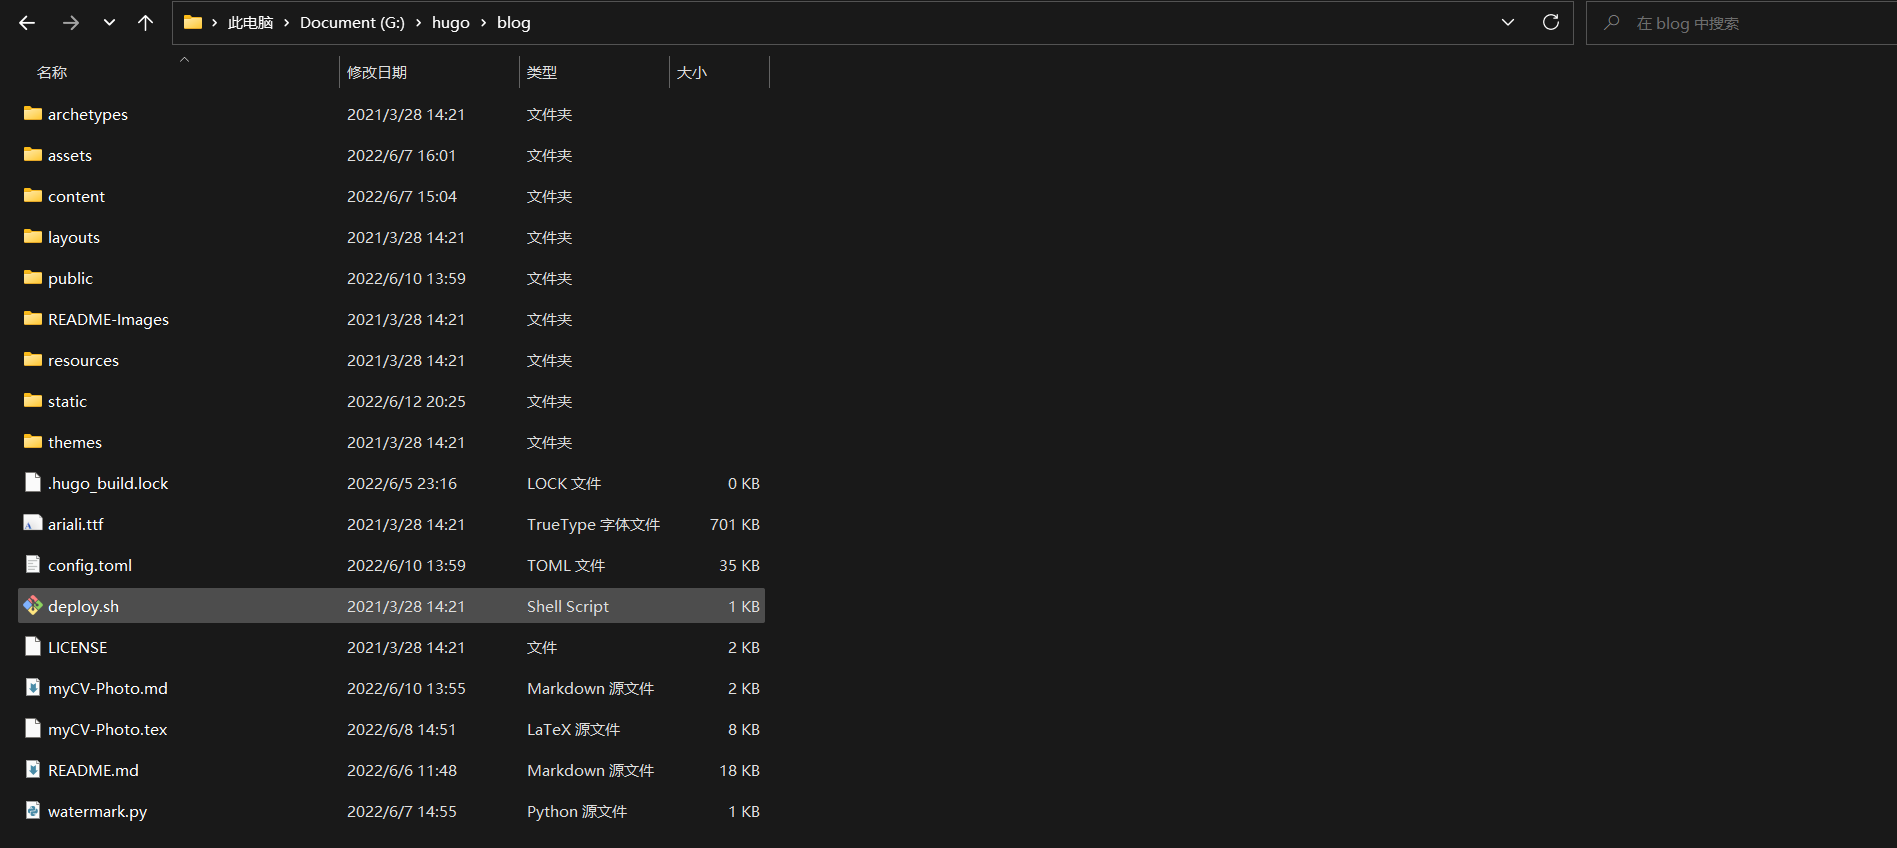 此电脑 › Document (G:) › hugo › blog 在 blog 中搜索
名称 修改日期 类型 大小
archetypes 2021/3/28 14:21 文件夹
assets 2022/6/7 16:01 文件夹
content 2022/6/7 15:04 文件夹
layouts 2021/3/28 14:21 文件夹
public 2022/6/10 13:59 文件夹
README-Images 2021/3/28 14:21 文件夹
resources 2021/3/28 14:21 文件夹
static 2022/6/12 20:25 文件夹
themes 2021/3/28 14:21 文件夹
.hugo_build.lock 2022/6/5 23:16 LOCK 文件 0 KB
ariali.ttf 2021/3/28 14:21 TrueType 字体文件 701 KB
config.toml 2022/6/10 13:59 TOML 文件 35 KB
deploy.sh 2021/3/28 14:21 Shell Script 1 KB
LICENSE 2021/3/28 14:21 文件 2 KB
myCV-Photo.md 2022/6/10 13:55 Markdown 源文件 2 KB
myCV-Photo.tex 2022/6/8 14:51 LaTeX 源文件 8 KB
README.md 2022/6/6 11:48 Markdown 源文件 18 KB
watermark.py 2022/6/7 14:55 Python 源文件 1 KB